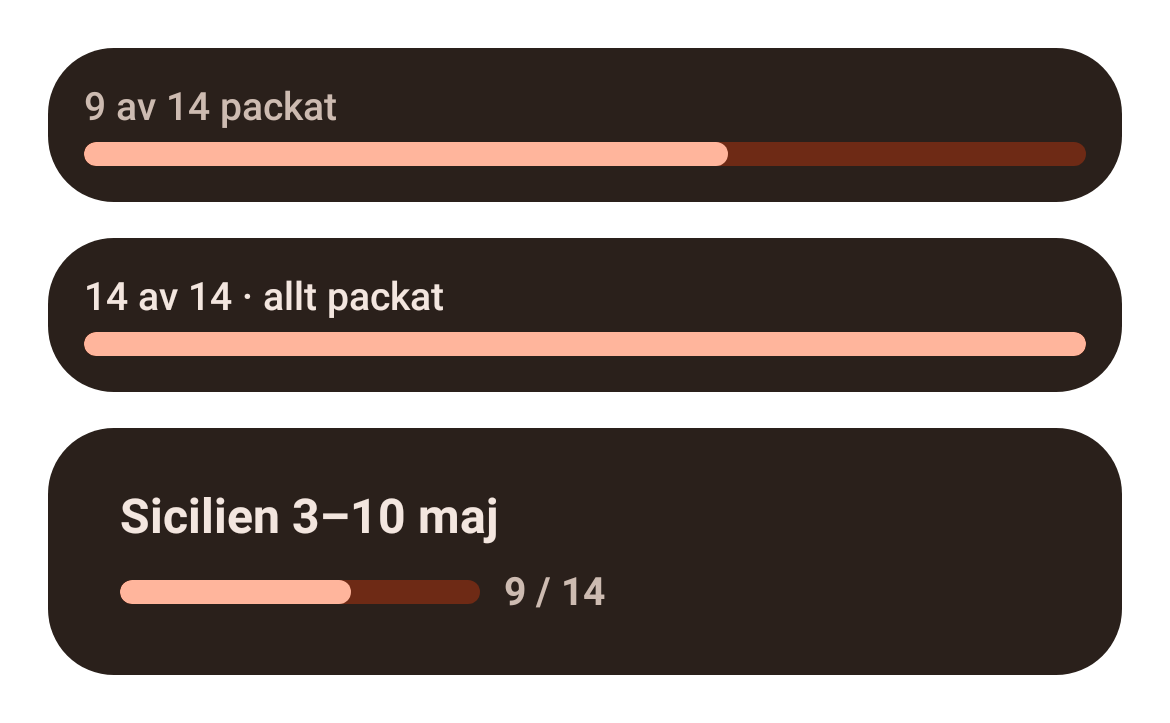 9 av 14 packat
14 av 14 · allt packat
Sicilien 3–10 maj
9 / 14